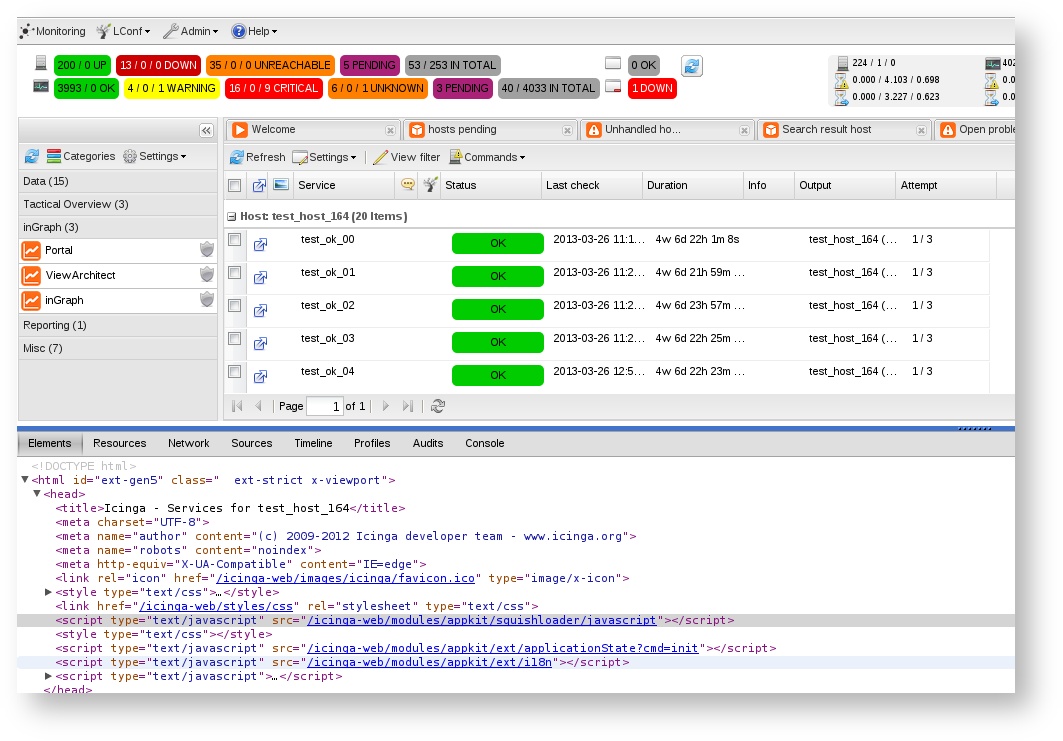 Monitoring LConf Admin Help
200 / 0 UP 13 / 0 / 0 DOWN 35 / 0 / 0 UNREACHABLE 5 PENDING 53 / 253 IN TOTAL 0 OK 224 / 1 / 0
3993 / 0 OK 4 / 0 / 1 WARNING 16 / 0 / 9 CRITICAL 6 / 0 / 1 UNKNOWN 3 PENDING 40 / 4033 IN TOTAL 1 DOWN 0.000 / 4.103 / 0.698
0.000 / 3.227 / 0.623
Welcome hosts pending Unhandled ho... Search result host Open proble
Categories Settings Refresh Settings View filter Commands
Data (15)
Tactical Overview (3)
inGraph (3)
Portal
ViewArchitect
inGraph
Reporting (1)
Misc (7)
Service Status Last check Duration Info Output Attempt
Host: test_host_164 (20 Items)
test_ok_00 OK 2013-03-26 11:1... 4w 6d 22h 1m 8s test_host_164 (... 1 / 3
test_ok_01 OK 2013-03-26 11:2... 4w 6d 21h 59m ... test_host_164 (... 1 / 3
test_ok_02 OK 2013-03-26 11:2... 4w 6d 23h 57m ... test_host_164 (... 1 / 3
test_ok_03 OK 2013-03-26 11:2... 4w 6d 22h 25m ... test_host_164 (... 1 / 3
test_ok_04 OK 2013-03-26 12:5... 4w 6d 22h 23m ... test_host_164 (... 1 / 3
Page 1 of 1
Elements Resources Network Sources Timeline Profiles Audits Console
<!DOCTYPE html>
<html id="ext-gen5" class="  ext-strict x-viewport">
<head>
<title>Icinga - Services for test_host_164</title>
<meta charset="UTF-8">
<meta name="author" content="(c) 2009-2012 Icinga developer team - www.icinga.org">
<meta name="robots" content="noindex">
<meta http-equiv="X-UA-Compatible" content="IE=edge">
<link rel="icon" href="/icinga-web/images/icinga/favicon.ico" type="image/x-icon">
<style type="text/css">…</style>
<link href="/icinga-web/styles/css" rel="stylesheet" type="text/css">
<script type="text/javascript" src="/icinga-web/modules/appkit/squishloader/javascript"></script>
<style type="text/css"></style>
<script type="text/javascript" src="/icinga-web/modules/appkit/ext/applicationState?cmd=init"></script>
<script type="text/javascript" src="/icinga-web/modules/appkit/ext/i18n"></script>
<script type="text/javascript">…</script>
</head>